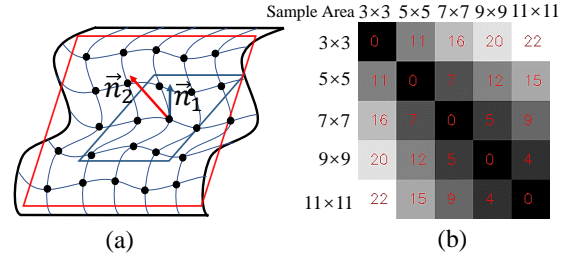 Sample Area 3×3 5×5 7×7 9×9 11×11
3×3 0 11 16 20 22
5×5 11 0 7 12 15
7×7 16 7 0 5 9
9×9 20 12 5 0 4
11×11 22 15 9 4 0
n⃗₂ n⃗₁
(a) (b)